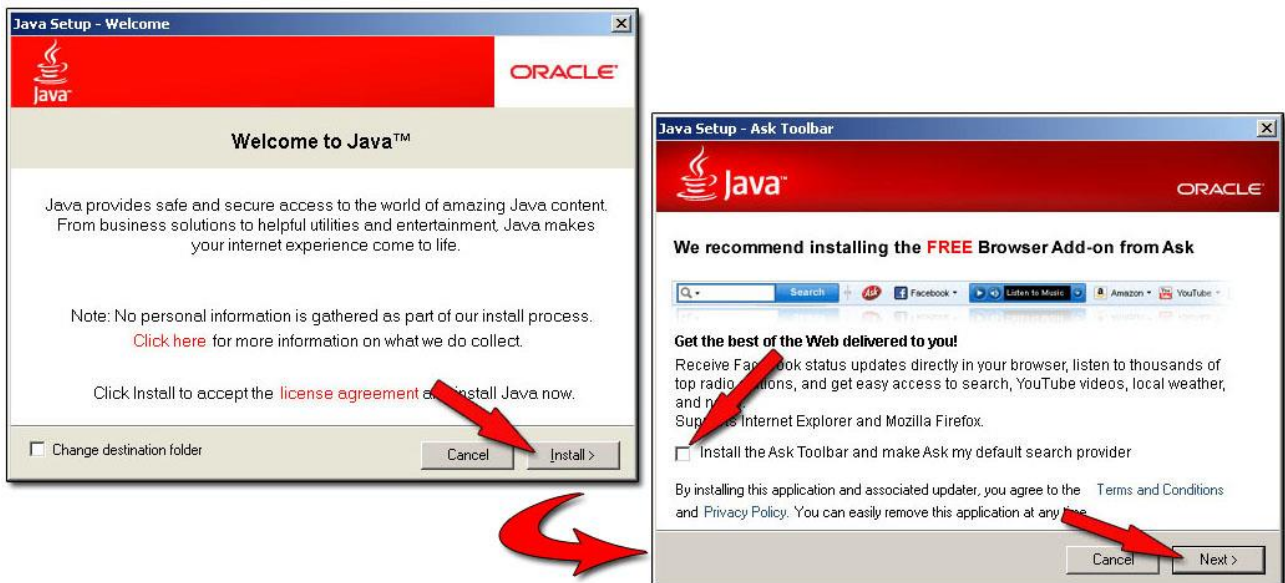 Java Setup - Welcome
Java
ORACLE
Welcome to Java™
Java provides safe and secure access to the world of amazing Java content.
From business solutions to helpful utilities and entertainment, Java makes
your internet experience come to life.
Note: No personal information is gathered as part of our install process.
Click here for more information on what we do collect.
Click Install to accept the license agreement and install Java now.
Change destination folder
Cancel
Install >
Java Setup - Ask Toolbar
Java™
ORACLE
We recommend installing the FREE Browser Add-on from Ask
Search
Ask
Facebook
Listen to Music
Amazon
YouTube
Get the best of the Web delivered to you!
Receive Facebook status updates directly in your browser, listen to thousands of
top radio stations, and get easy access to search, YouTube videos, local weather,
and news.
Supports Internet Explorer and Mozilla Firefox.
Install the Ask Toolbar and make Ask my default search provider
By installing this application and associated updater, you agree to the Terms and Conditions
and Privacy Policy. You can easily remove this application at any time.
Cancel
Next >